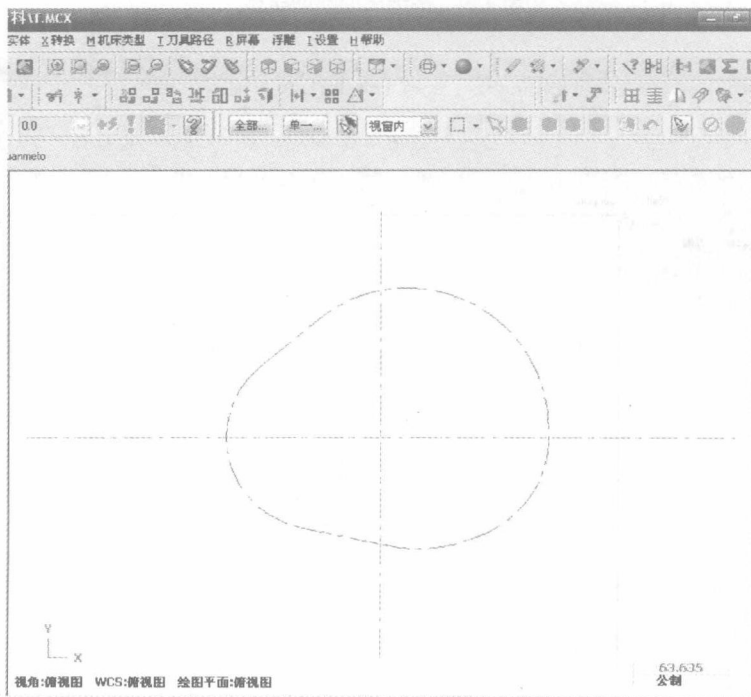 料\T.MCX
实体 X转换 M机床类型 T刀具路径 R屏幕 浮雕 I设置 H帮助
0.0 全部... 单一... 视窗内
uanmeto
Y
X
63.635
视角:俯视图 WCS:俯视图 绘图平面:俯视图 公制